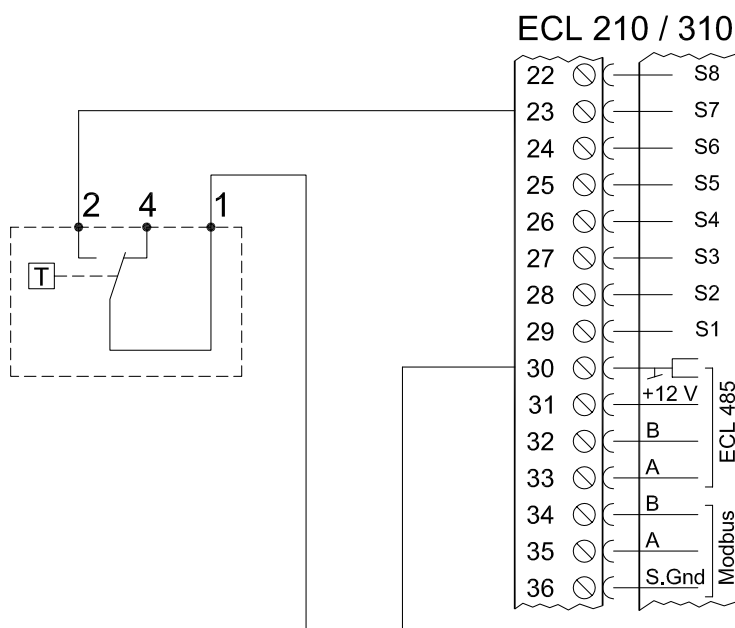 ECL 210 / 310
22 S8
23 S7
24 S6
25 S5
26 S4
27 S3
28 S2
29 S1
30
31 +12 V
32 B
33 A
ECL 485
34 B
35 A
36 S.Gnd
Modbus
2 4 1
T